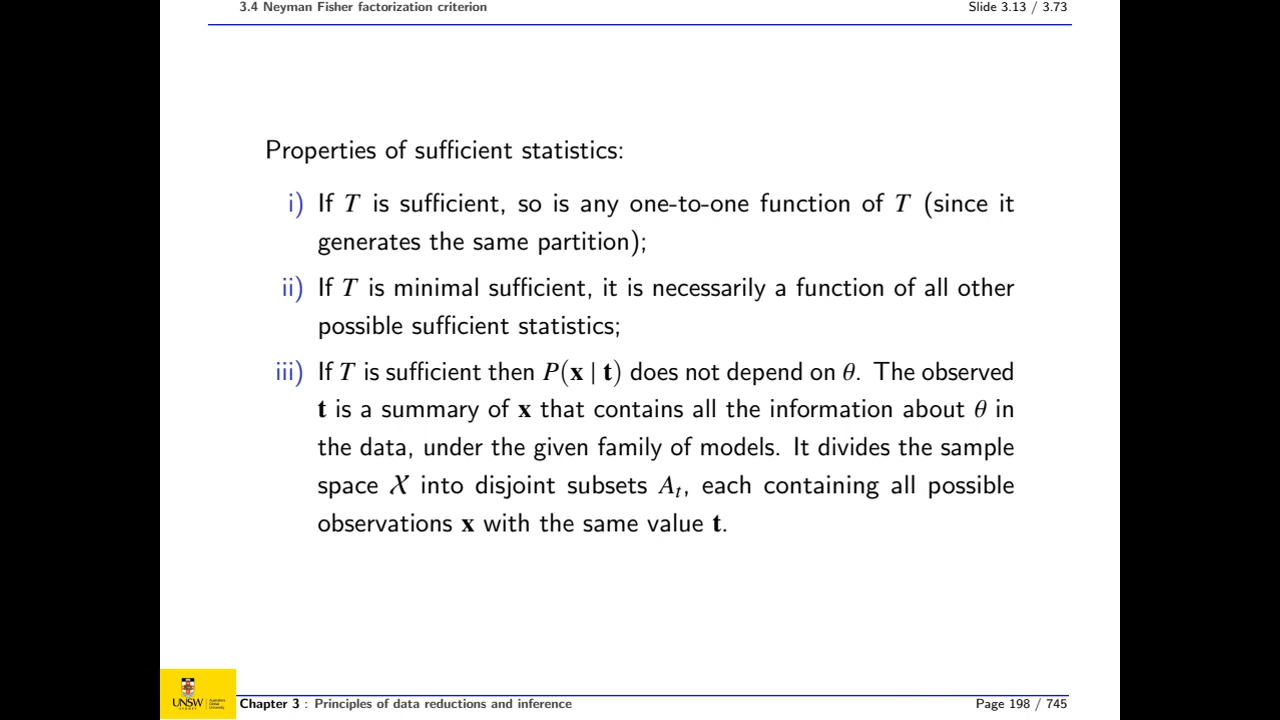 3.4 Neyman Fisher factorization criterion
Slide 3.13 / 3.73
Properties of sufficient statistics:
i) If T is sufficient, so is any one-to-one function of T (since it
generates the same partition);
ii) If T is minimal sufficient, it is necessarily a function of all other
possible sufficient statistics;
iii) If T is sufficient then P(x | t) does not depend on θ. The observed
t is a summary of x that contains all the information about θ in
the data, under the given family of models. It divides the sample
space 𝒳 into disjoint subsets Aₜ, each containing all possible
observations x with the same value t.
UNSW
Chapter 3 : Principles of data reductions and inference
Page 198 / 745